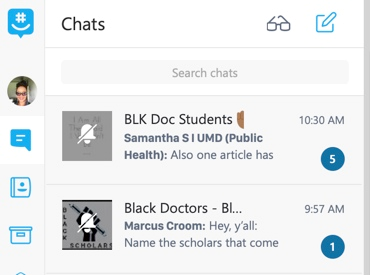 Chats
Search chats
BLK Doc Students
10:30 AM
Samantha S I UMD (Public
Health): Also one article has
5
Black Doctors - Bl...
9:57 AM
Marcus Croom: Hey, y'all:
Name the scholars that come
1
BLACK
SCHOLARS